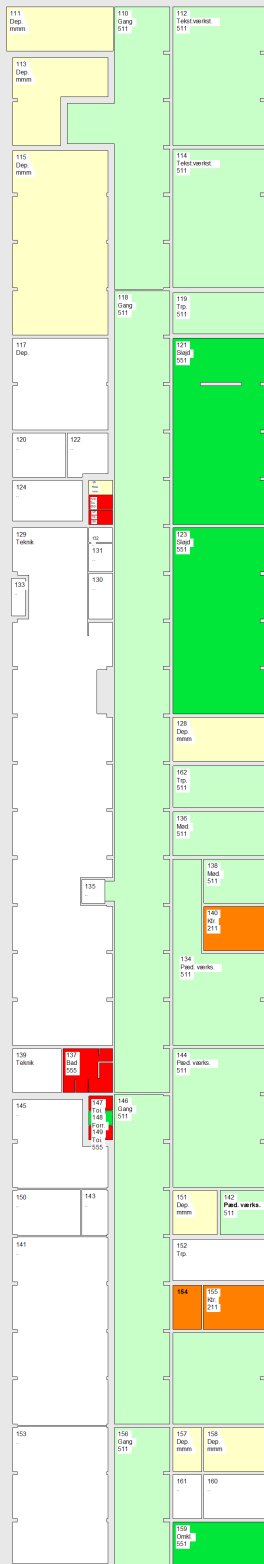 111
Dep.
mmm
110
Gang
511
112
Tekst.værkst.
511
113
Dep.
mmm
114
Tekst.værkst.
511
115
Dep.
mmm
118
Gang
511
119
Trp.
511
117
Dep.
121
Sløjd
551
120
..
122
..
124
..
129
Teknik
132
131
..
123
Sløjd
551
133
..
130
..
128
Dep.
mmm
162
Trp.
511
136
Mød.
511
135
..
138
Mød.
511
140
Ktr.
211
134
Pæd. værks.
511
139
Teknik
137
Bad
555
144
Pæd. værks.
511
145
..
147
Toi.
148
Forr.
149
Toi.
555
146
Gang
511
150
..
143
..
151
Dep.
mmm
142
Pæd. værks.
511
141
..
152
Trp.
154
155
Ktr.
211
153
..
156
Gang
511
157
Dep.
mmm
158
Dep.
mmm
161
..
160
..
159
Omkl.
551